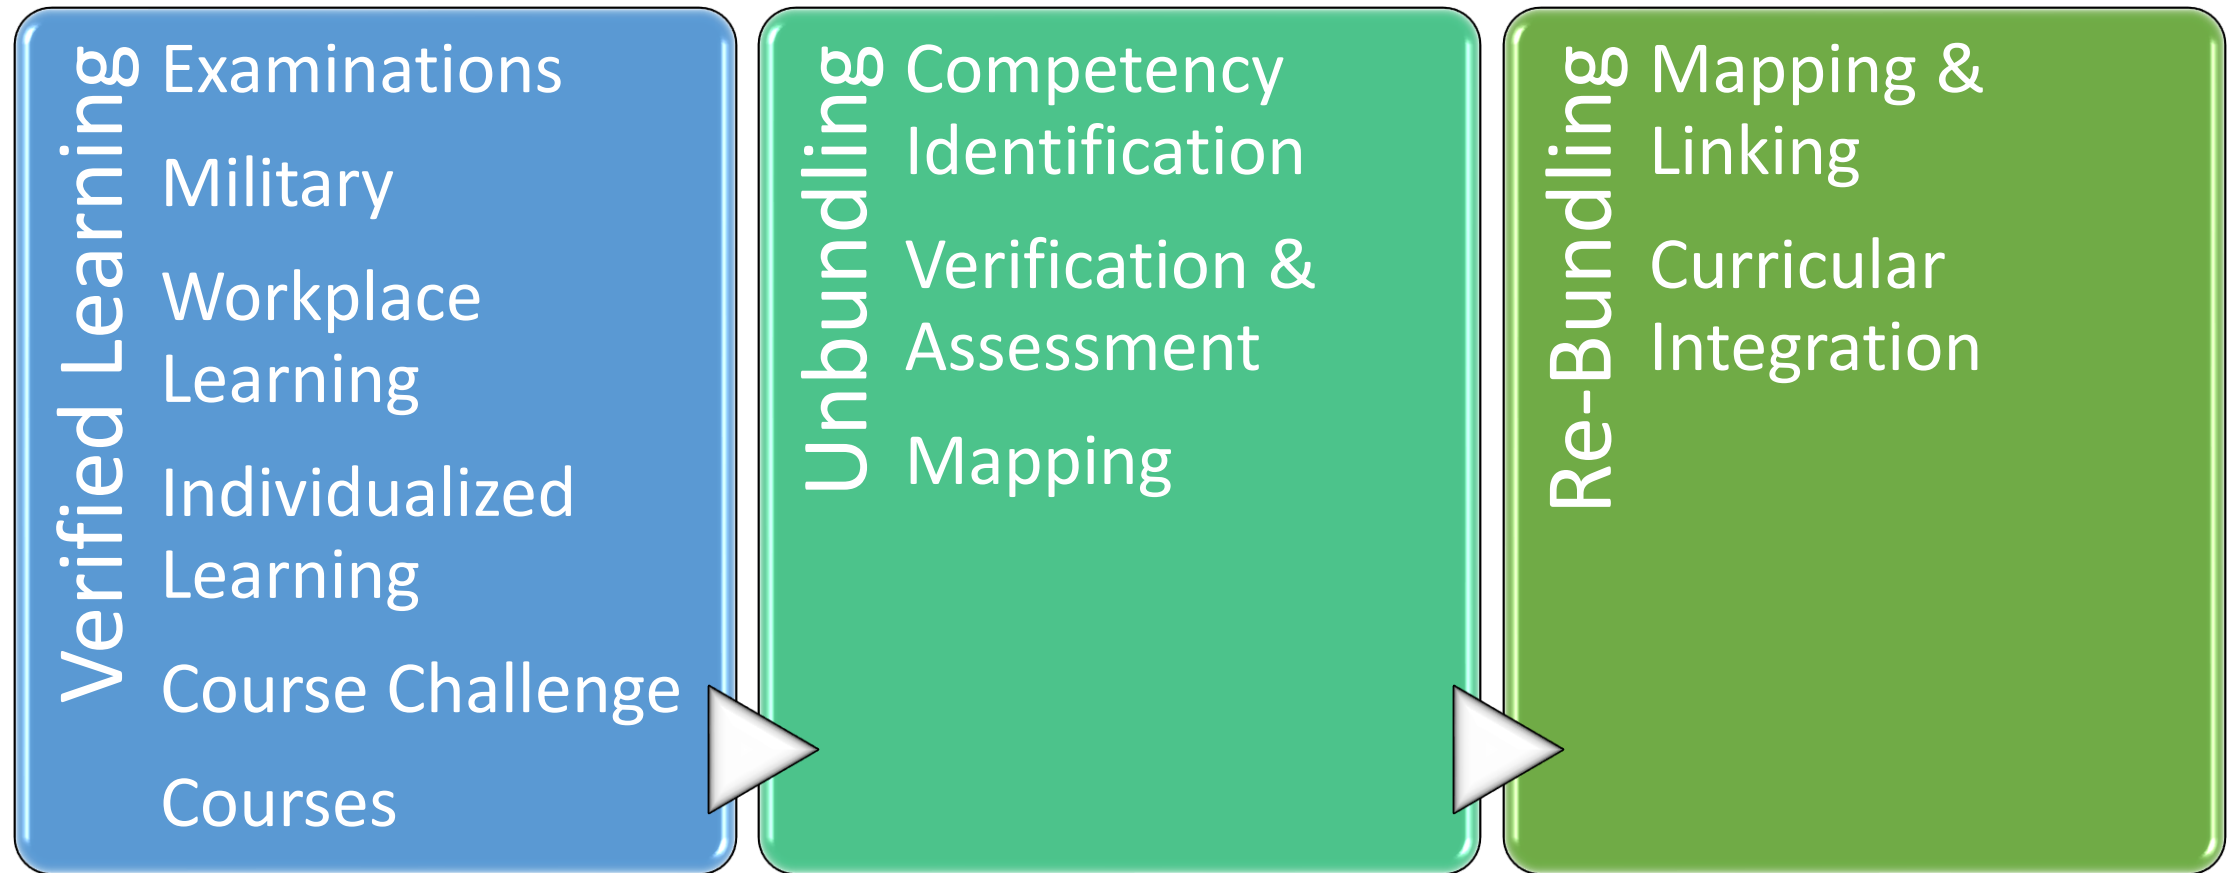 Verified Learning
Examinations
Military
Workplace
Learning
Individualized
Learning
Course Challenge
Courses
Unbundling
Competency
Identification
Verification &
Assessment
Mapping
Re-Bundling
Mapping &
Linking
Curricular
Integration